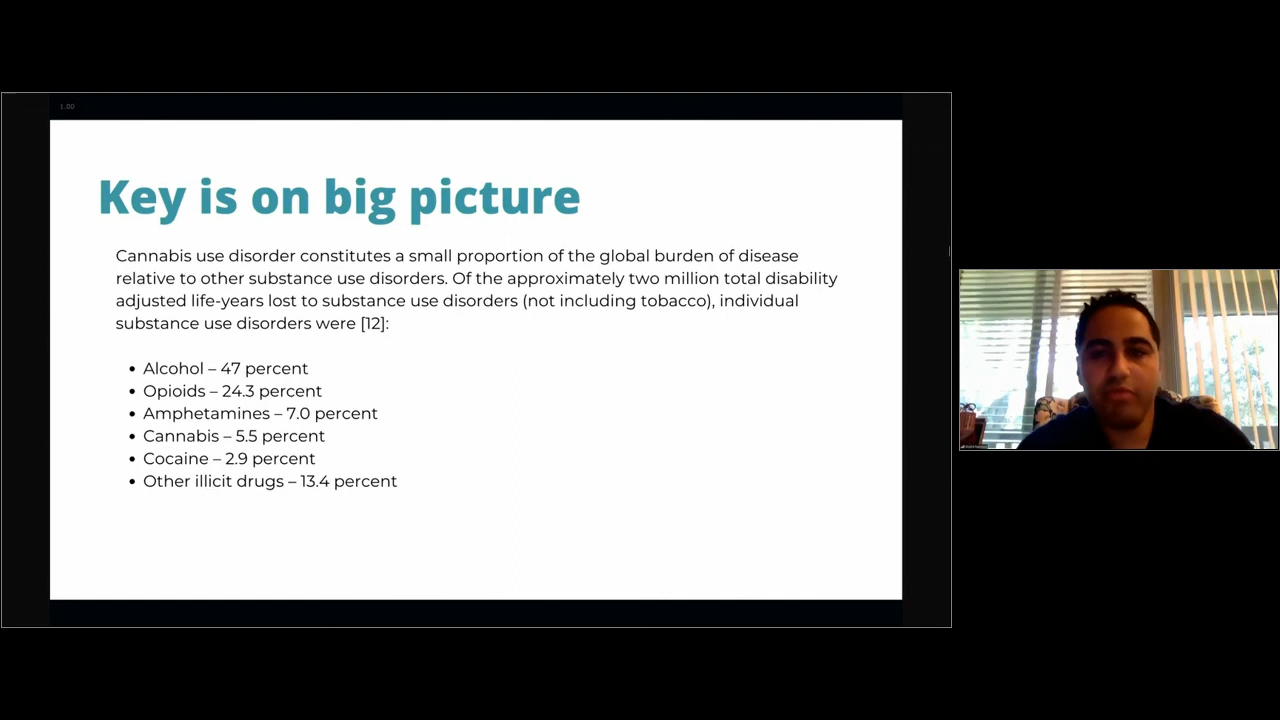 1.00
Key is on big picture
Cannabis use disorder constitutes a small proportion of the global burden of disease
relative to other substance use disorders. Of the approximately two million total disability
adjusted life-years lost to substance use disorders (not including tobacco), individual
substance use disorders were [12]:
• Alcohol – 47 percent
• Opioids – 24.3 percent
• Amphetamines – 7.0 percent
• Cannabis – 5.5 percent
• Cocaine – 2.9 percent
• Other illicit drugs – 13.4 percent